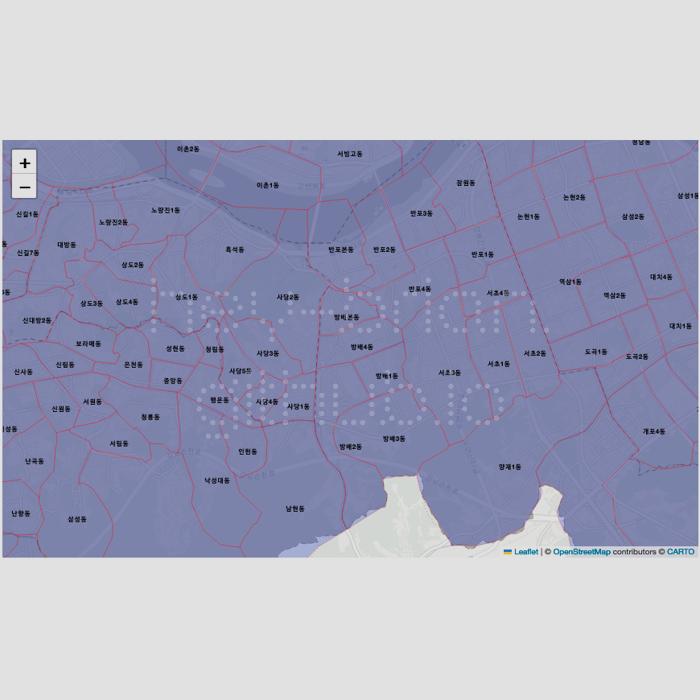 이촌2동
서빙고동
청담동
+
−
이촌1동
잠원동
논현2동
삼성1동
신길1동
노량진2동
노량진1동
반포3동
논현1동
삼성2동
신길7동
대방동
흑석동
반포본동
반포2동
반포1동
상도2동
역삼1동
대치4동
상도3동
상도4동
상도1동
사당2동
반포4동
서초4동
역삼2동
신대방2동
방배본동
대치1동
보라매동
성현동
청림동
사당3동
방배4동
서초2동
도곡1동
도곡2동
신사동
신림동
은천동
중앙동
사당5동
방배1동
서초3동
서초1동
신원동
서원동
청룡동
행운동
사당4동
사당1동
서림동
방배2동
방배3동
개포4동
난곡동
인헌동
양재1동
낙성대동
난향동
삼성동
남현동
Leaflet | © OpenStreetMap contributors © CARTO